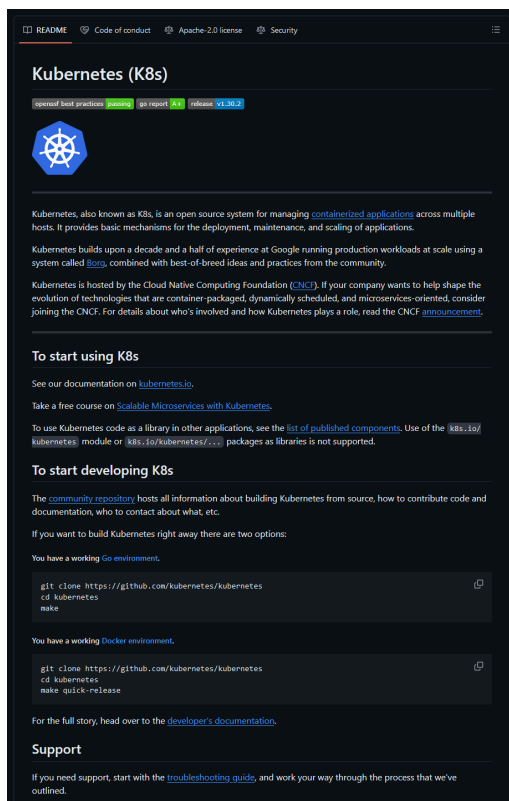 README Code of conduct Apache-2.0 license Security
Kubernetes (K8s)
openssf best practices passing go report A+ release v1.30.2
Kubernetes, also known as K8s, is an open source system for managing containerized applications across multiple
hosts. It provides basic mechanisms for the deployment, maintenance, and scaling of applications.
Kubernetes builds upon a decade and a half of experience at Google running production workloads at scale using a
system called Borg, combined with best-of-breed ideas and practices from the community.
Kubernetes is hosted by the Cloud Native Computing Foundation (CNCF). If your company wants to help shape the
evolution of technologies that are container-packaged, dynamically scheduled, and microservices-oriented, consider
joining the CNCF. For details about who's involved and how Kubernetes plays a role, read the CNCF announcement.
To start using K8s
See our documentation on kubernetes.io.
Take a free course on Scalable Microservices with Kubernetes.
To use Kubernetes code as a library in other applications, see the list of published components. Use of the k8s.io/
kubernetes module or k8s.io/kubernetes/... packages as libraries is not supported.
To start developing K8s
The community repository hosts all information about building Kubernetes from source, how to contribute code and
documentation, who to contact about what, etc.
If you want to build Kubernetes right away there are two options:
You have a working Go environment.
git clone https://github.com/kubernetes/kubernetes
cd kubernetes
make
You have a working Docker environment.
git clone https://github.com/kubernetes/kubernetes
cd kubernetes
make quick-release
For the full story, head over to the developer's documentation.
Support
If you need support, start with the troubleshooting guide, and work your way through the process that we've
outlined.